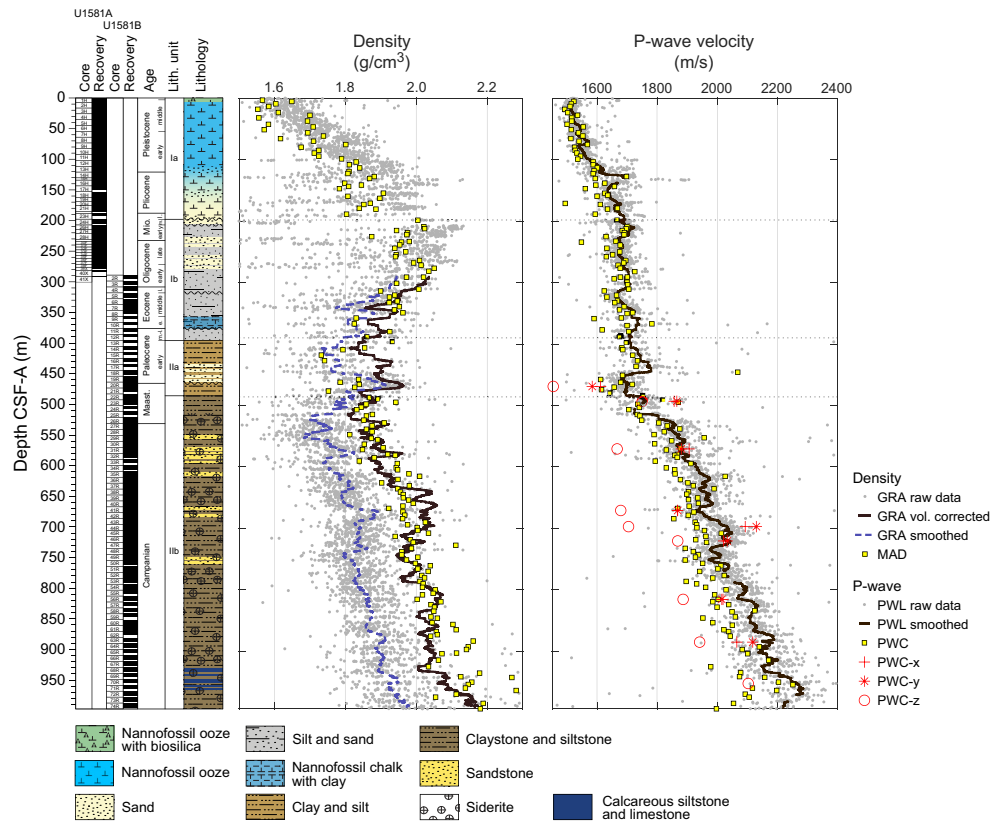 U1581A
U1581B
Core
Recovery
Core
Recovery
Age
Lith. unit
Lithology
Density
(g/cm3)
P-wave velocity
(m/s)
1.6
1.8
2.0
2.2
1600
1800
2000
2200
2400
Depth CSF-A (m)
0
50
100
150
200
250
300
350
400
450
500
550
600
650
700
750
800
850
900
950
Pleistocene
middle
early
Pliocene
Mio.
Oligocene
late
early
Eocene
middle
e.
Paleocene
early
Maast.
Campanian
Ia
Ib
IIa
IIb
Density
GRA raw data
GRA vol. corrected
GRA smoothed
MAD
P-wave
PWL raw data
PWL smoothed
PWC
PWC-x
PWC-y
PWC-z
Nannofossil ooze
with biosilica
Nannofossil ooze
Sand
Silt and sand
Nannofossil chalk
with clay
Clay and silt
Claystone and siltstone
Sandstone
Siderite
Calcareous siltstone
and limestone